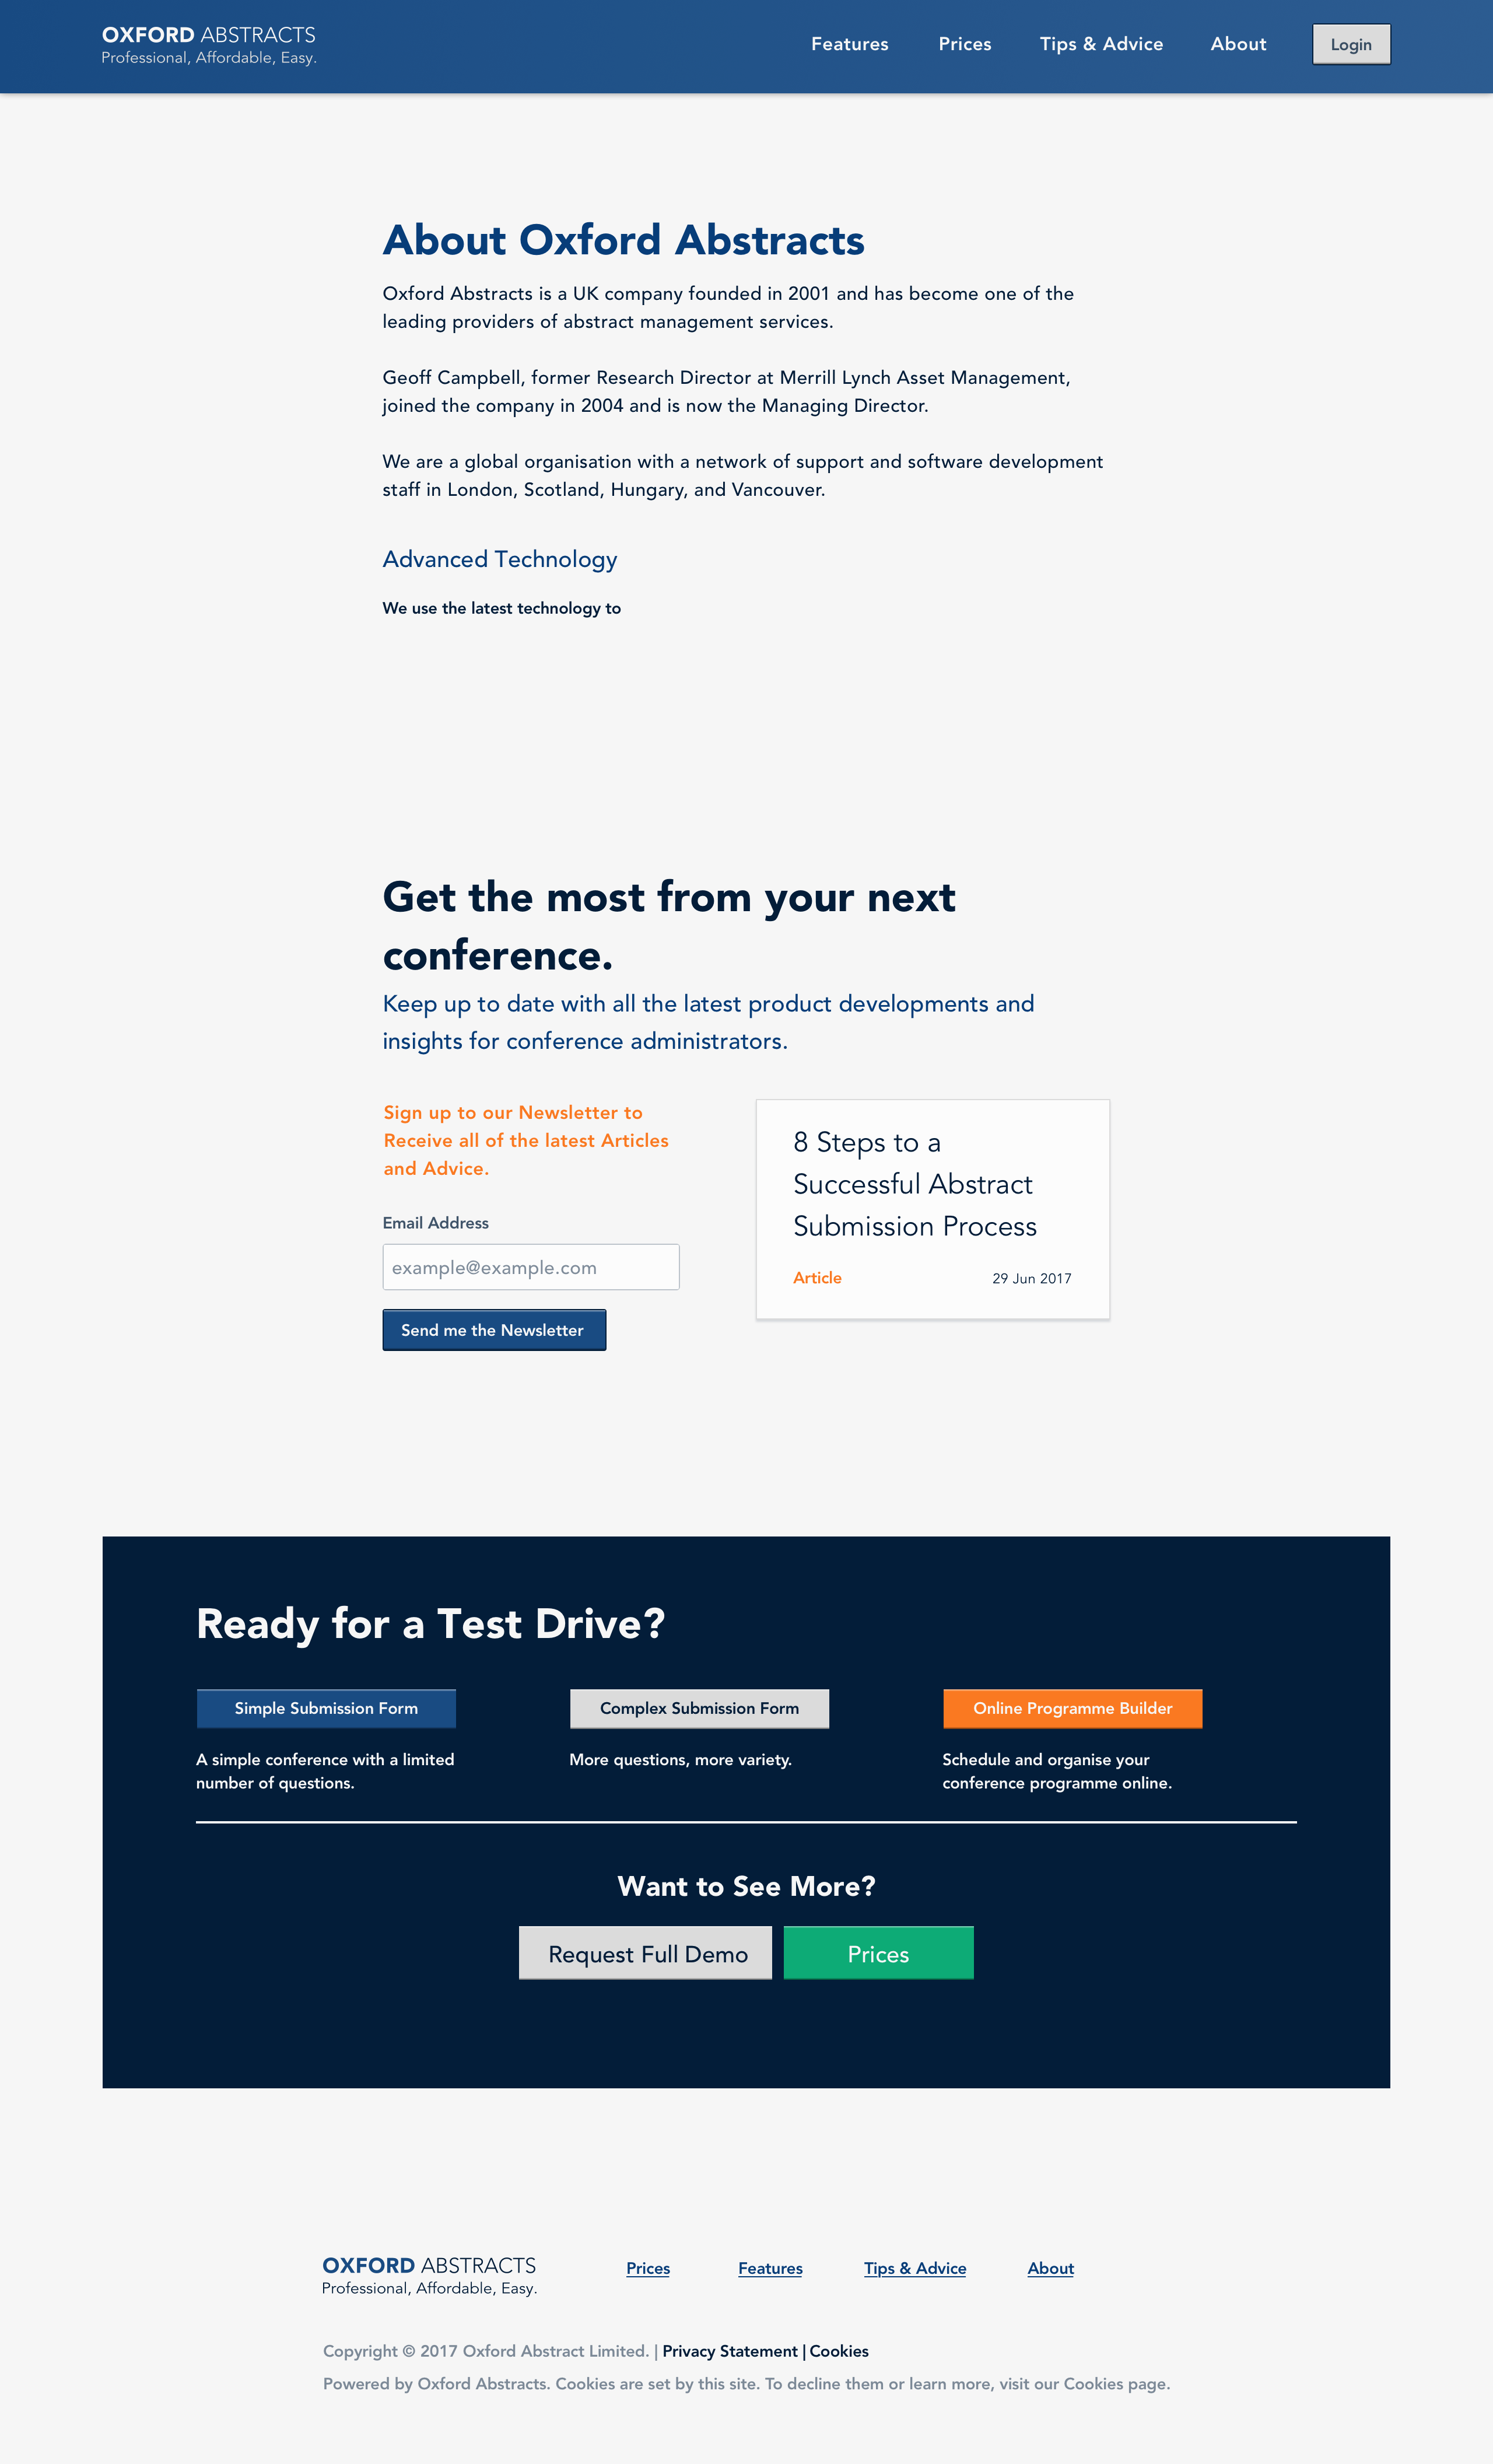 OXFORD ABSTRACTS
Professional, Affordable, Easy.
Features Prices Tips & Advice About Login
About Oxford Abstracts
Oxford Abstracts is a UK company founded in 2001 and has become one of the
leading providers of abstract management services.
Geoff Campbell, former Research Director at Merrill Lynch Asset Management,
joined the company in 2004 and is now the Managing Director.
We are a global organisation with a network of support and software development
staff in London, Scotland, Hungary, and Vancouver.
Advanced Technology
We use the latest technology to
Get the most from your next
conference.
Keep up to date with all the latest product developments and
insights for conference administrators.
Sign up to our Newsletter to
Receive all of the latest Articles
and Advice.
Email Address
example@example.com
Send me the Newsletter
8 Steps to a
Successful Abstract
Submission Process
Article 29 Jun 2017
Ready for a Test Drive?
Simple Submission Form
A simple conference with a limited
number of questions.
Complex Submission Form
More questions, more variety.
Online Programme Builder
Schedule and organise your
conference programme online.
Want to See More?
Request Full Demo Prices
OXFORD ABSTRACTS
Professional, Affordable, Easy.
Prices Features Tips & Advice About
Copyright © 2017 Oxford Abstract Limited. | Privacy Statement | Cookies
Powered by Oxford Abstracts. Cookies are set by this site. To decline them or learn more, visit our Cookies page.